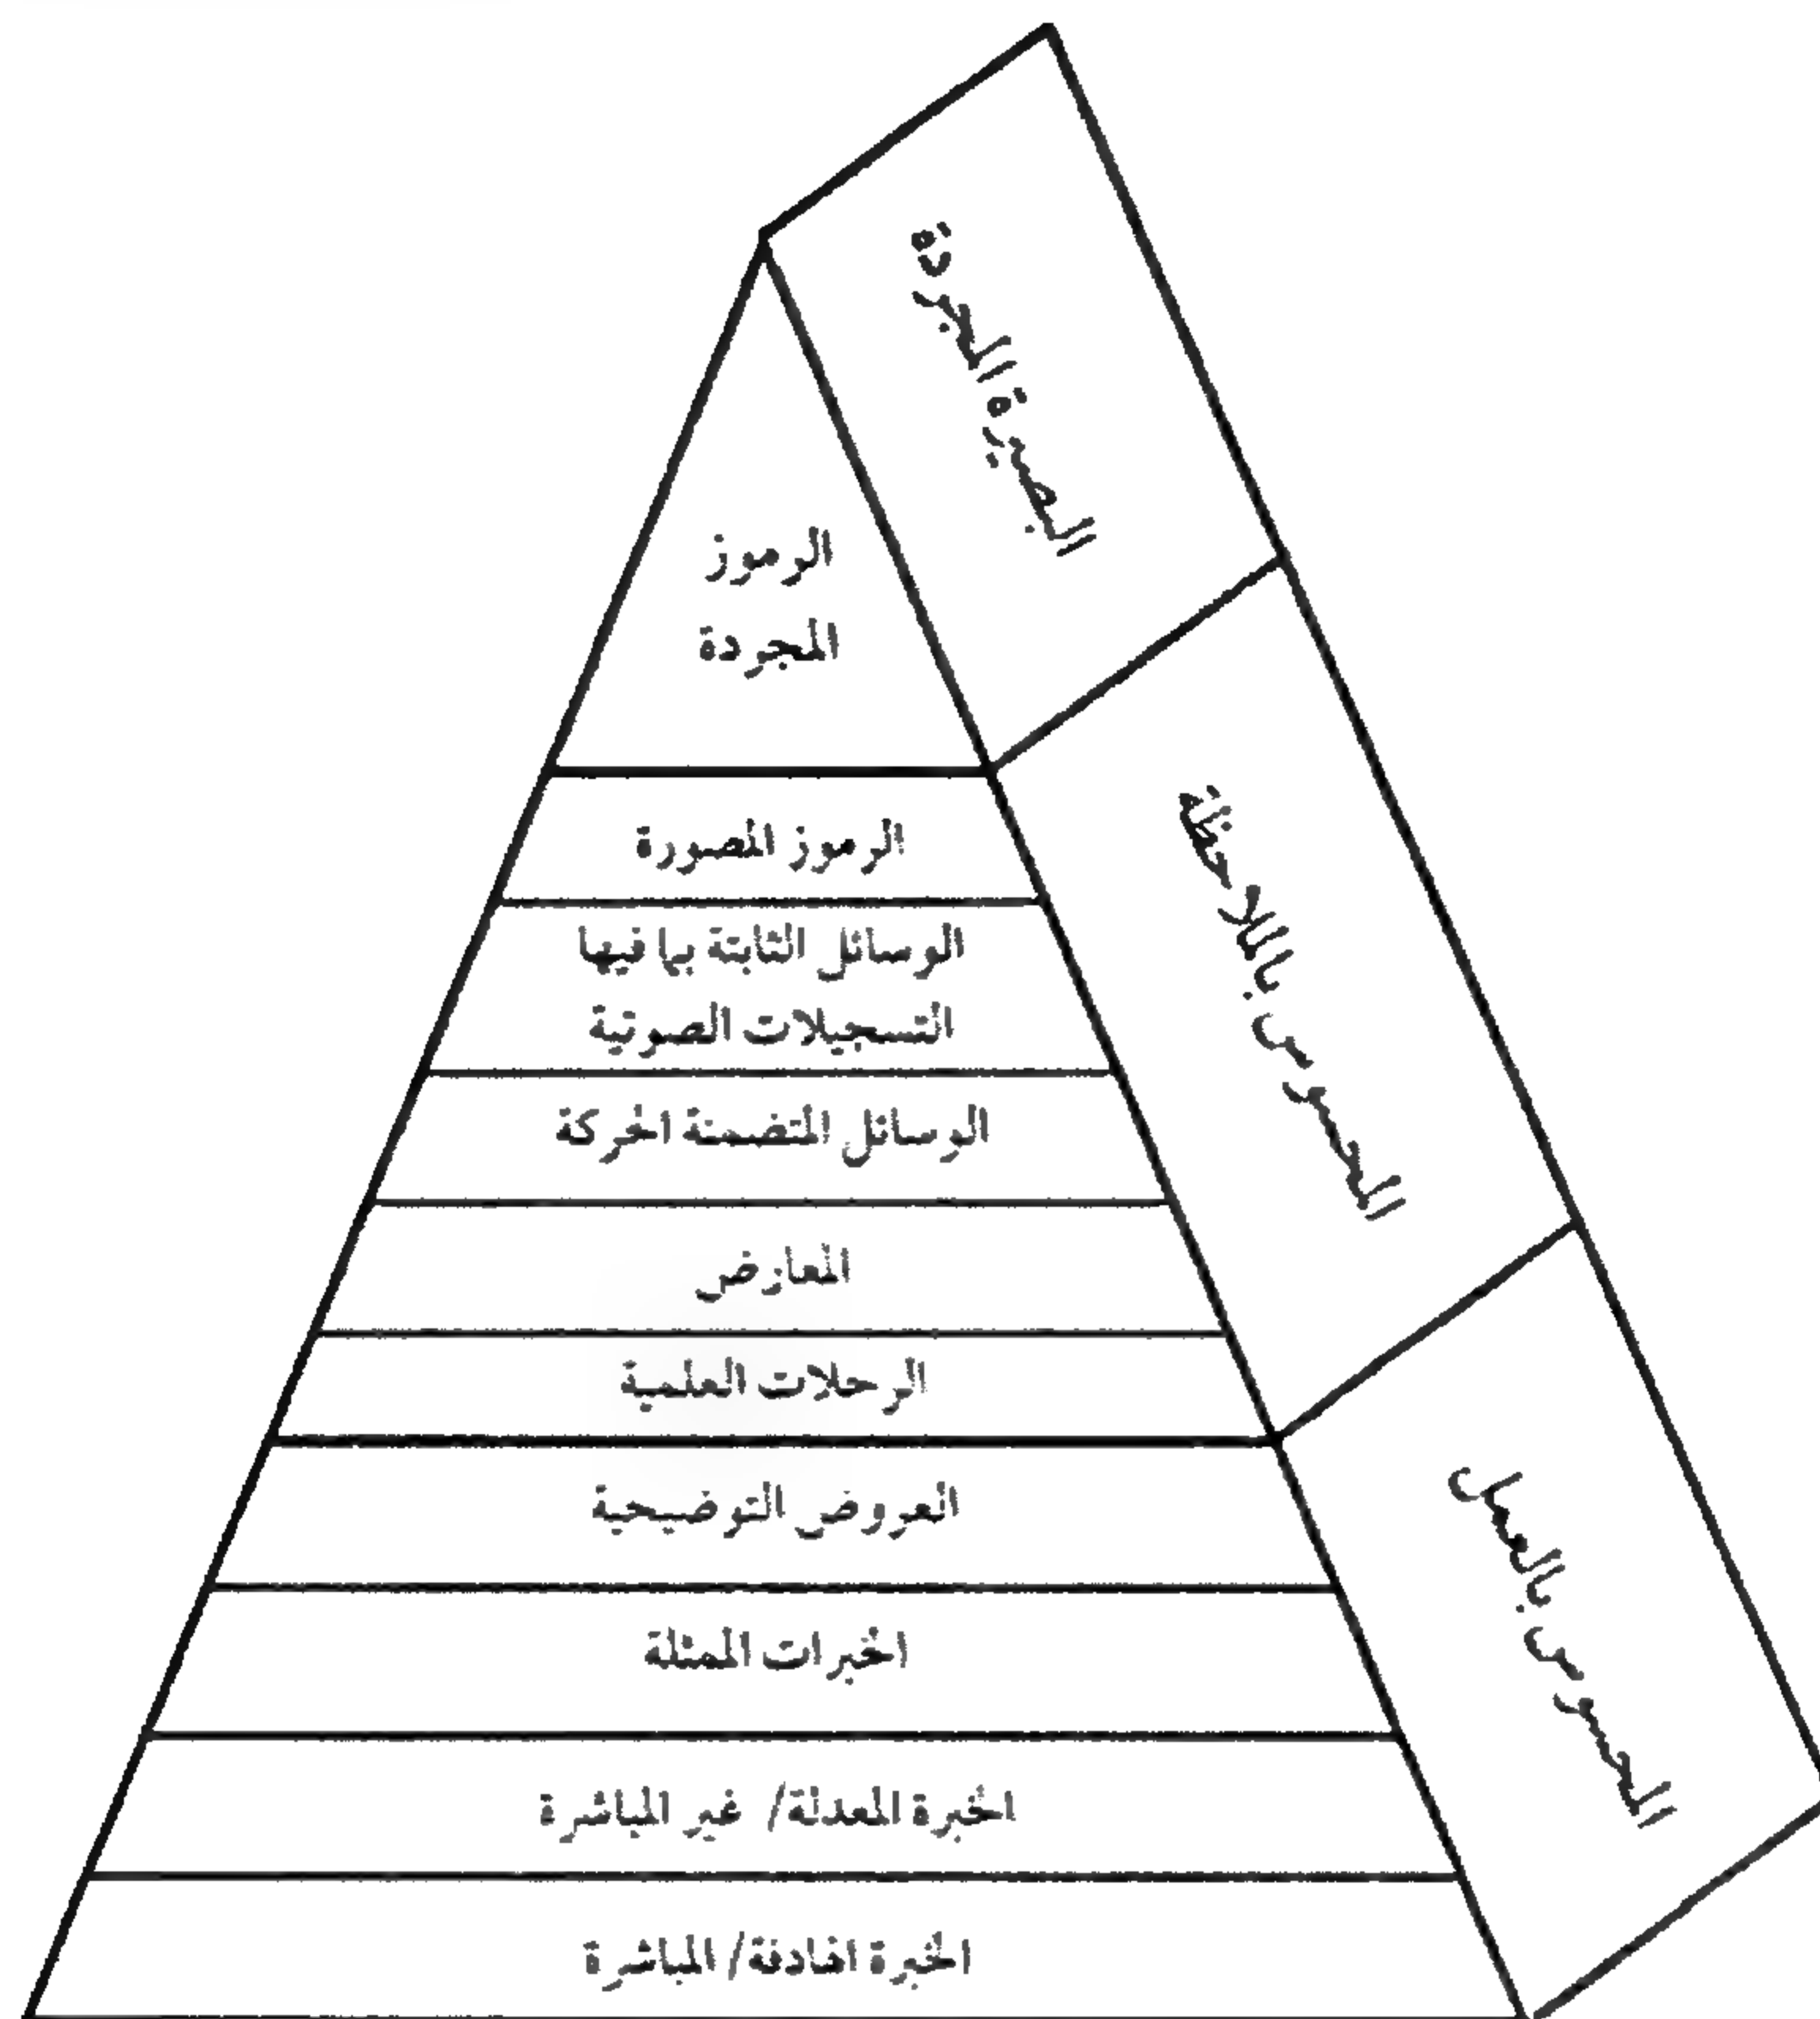 البصيرة المجردة
الرموز
المجردة
المحسوس بالملاحظة
الرموز المصورة
الوسائل الثابتة بما فيها
التسجيلات الصوتية
الوسائل المتضمنة الحركة
المعارض
الرحلات العلمية
المحسوس بالعمل
العروض التوضيحية
الخبرات الممثلة
الخبرة المعدلة/ غير المباشرة
الخبرة الهادفة/ المباشرة